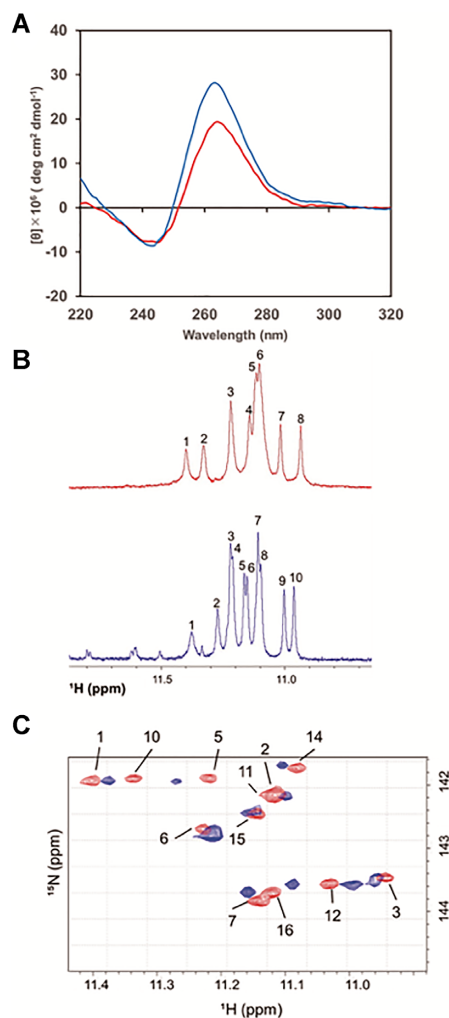 A
[θ] × 10⁶ ( deg cm² dmol⁻¹)
40
30
20
10
0
-10
-20
220 240 260 280 300 320
Wavelength (nm)
B
1 2 3 4 5 6 7 8
1 2 3 4 5 6 7 8 9 10
¹H (ppm) 11.5 11.0
C
1 10 5 2 14
11
6 15
7 16 12 3
142
143
144
¹⁵N (ppm)
11.4 11.3 11.2 11.1 11.0
¹H (ppm)